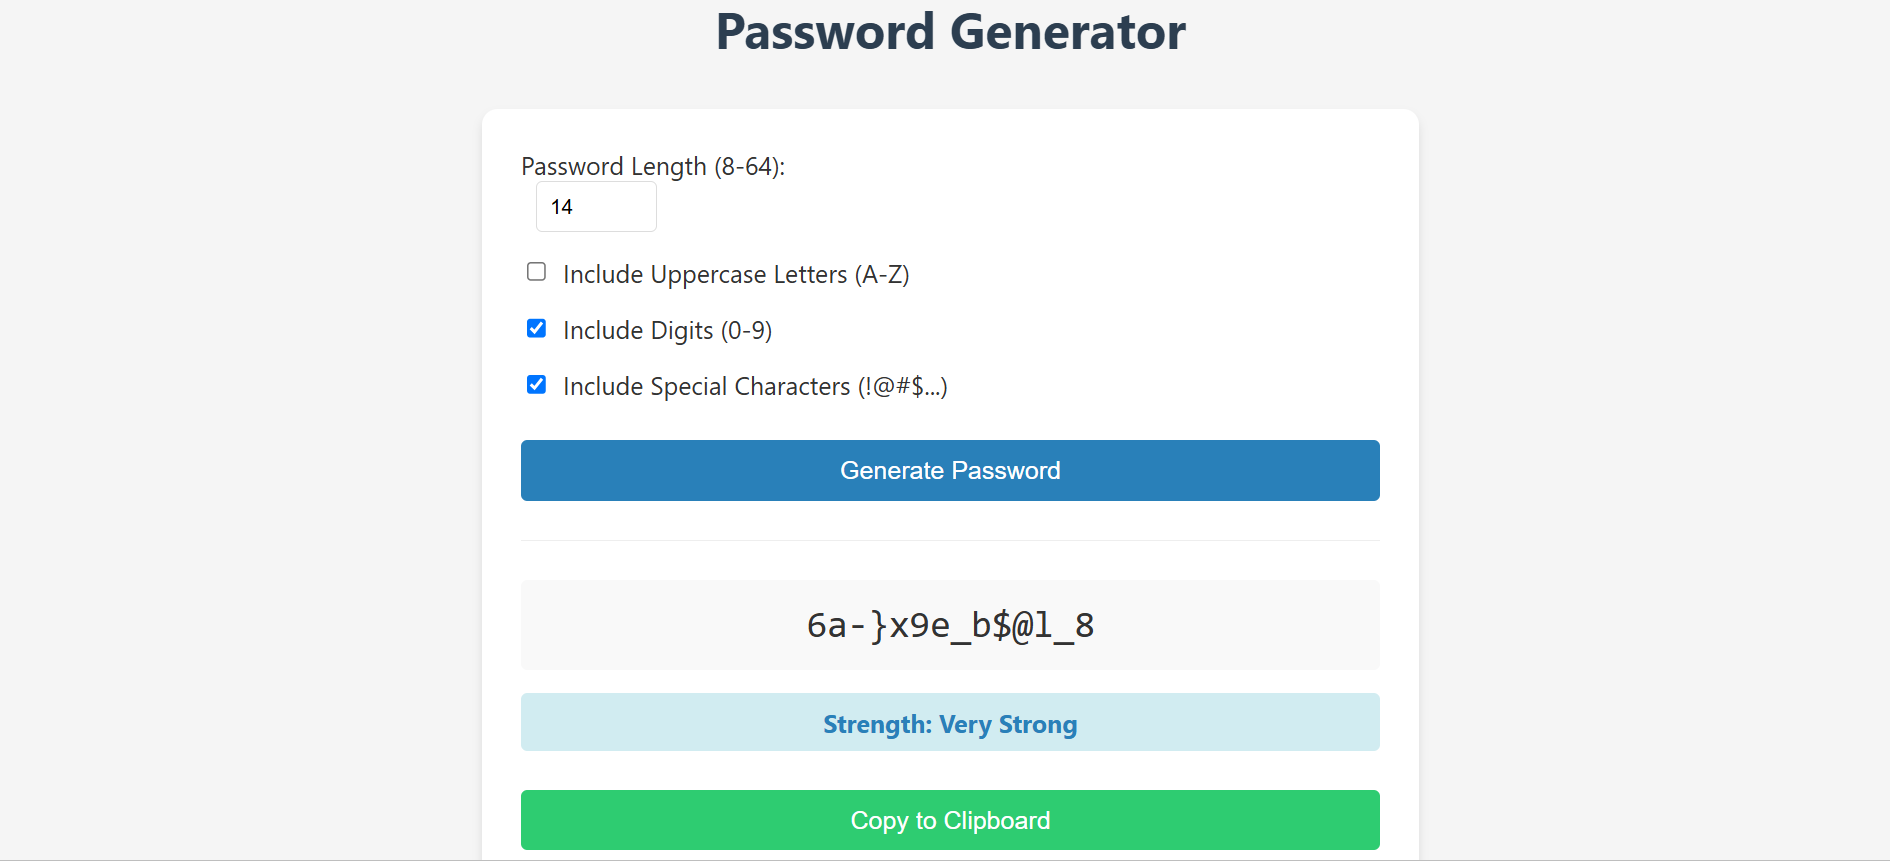 Password Generator
Password Length (8-64):
14
Include Uppercase Letters (A-Z)
Include Digits (0-9)
Include Special Characters (!@#$...)
Generate Password
6a-}x9e_b$@l_8
Strength: Very Strong
Copy to Clipboard